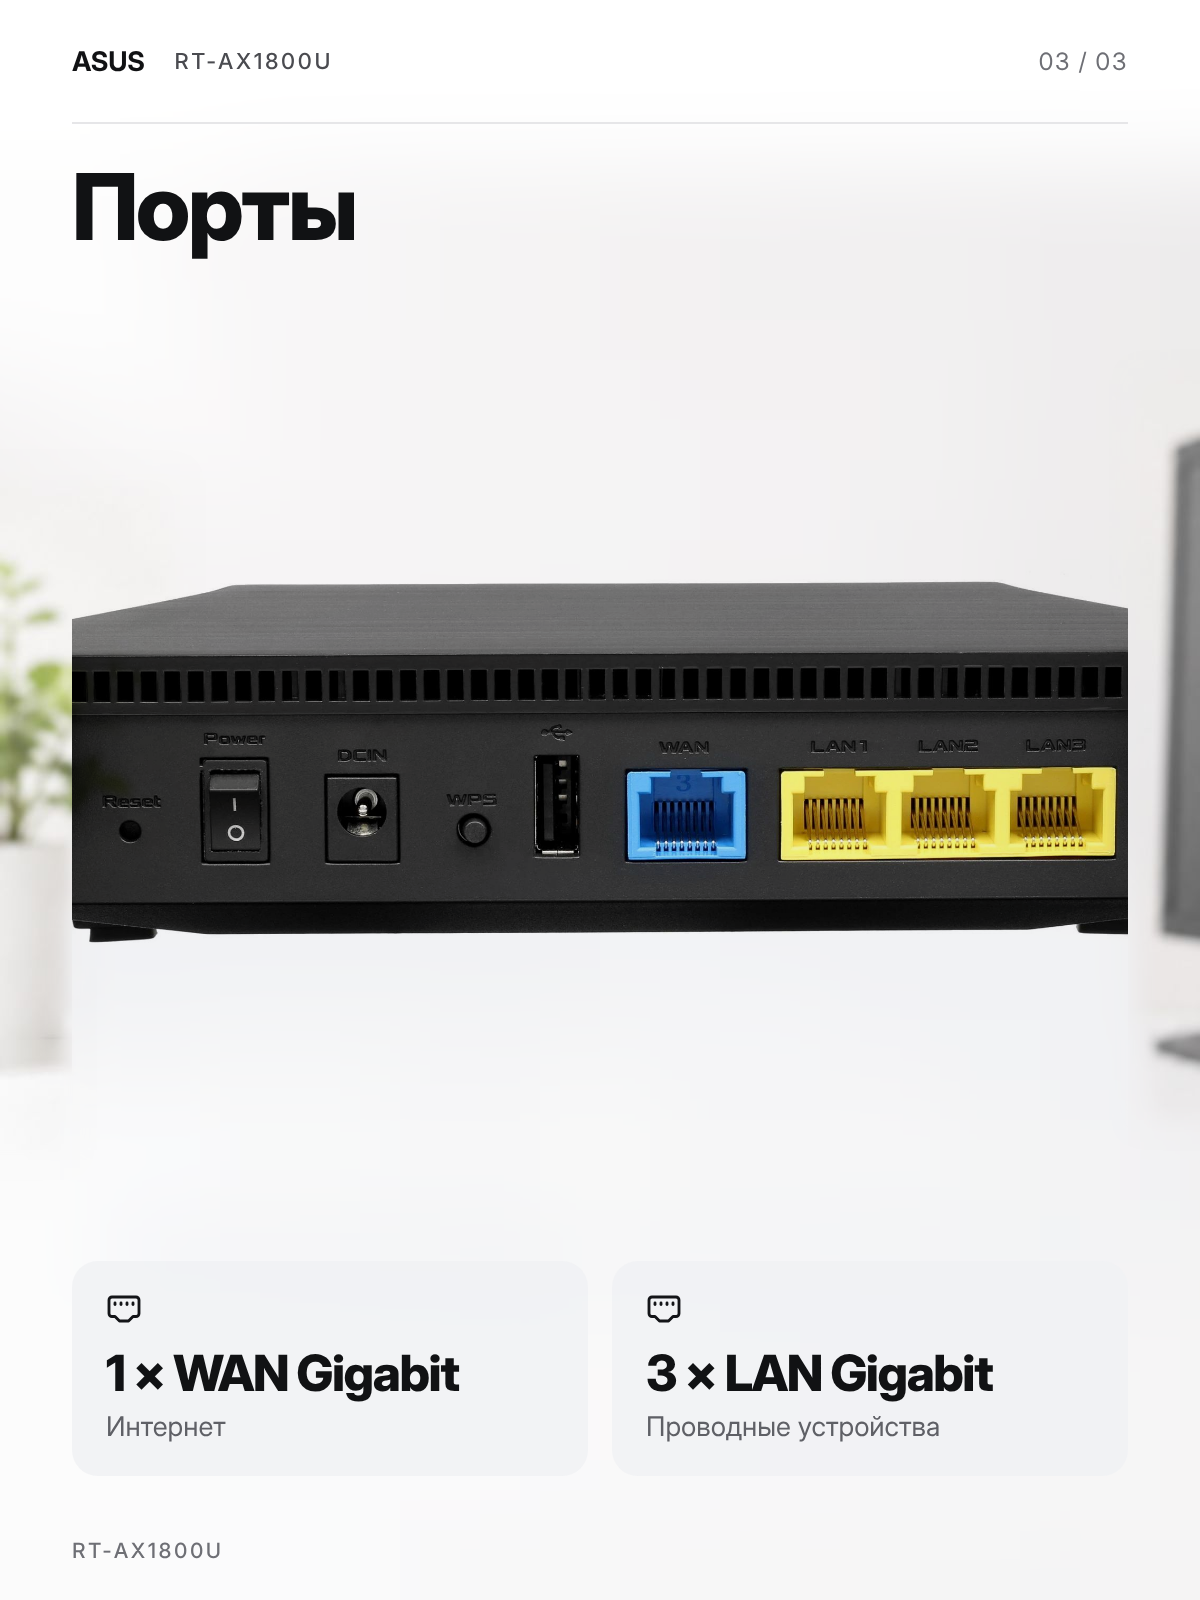 ASUS RT-AX1800U 03 / 03
Порты
Power
DCIN
WAN
LAN1 LAN2 LAN3
Reset
WPS
3
1 × WAN Gigabit
Интернет
3 × LAN Gigabit
Проводные устройства
RT-AX1800U